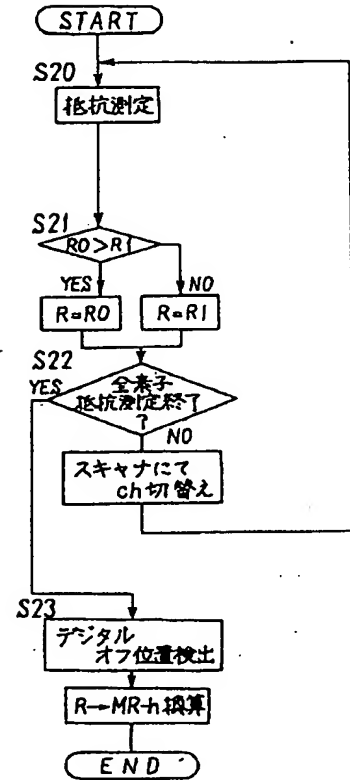 START
S20
抵抗測定
S21
R0>R1
YES
NO
R=R0
R=R1
S22
YES
全素子
抵抗測定終了
?
NO
スキャナにて
ch切替え
S23
デジタル
オフ位置検出
R→MR-h換算
END